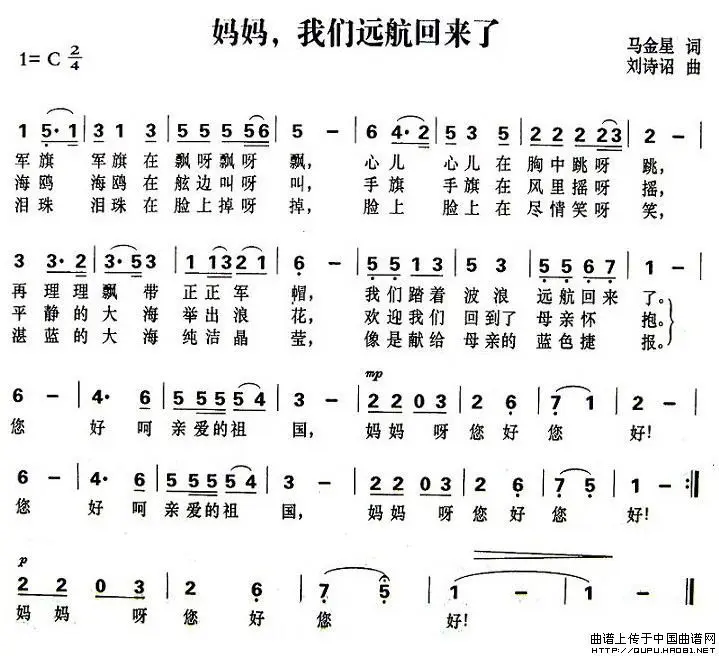 妈妈，我们远航回来了
1= C 2/4
马金星 词
刘诗诏 曲
1 5· 1 | 3 1 3 | 5 5 5 5 6 | 5 – | 6 4· 2 | 5 3 5 | 2 2 2 2 3 | 2 – |
军旗 军旗在飘呀飘呀 飘， 心儿 心儿在胸中跳呀 跳，
海鸥 海鸥在舷边叫呀 叫， 手旗 手旗在风里摇呀 摇，
泪珠 泪珠在脸上掉呀 掉， 脸上 脸上在尽情笑呀 笑，
3 3· 2 | 3· 5 3 | 1 1 3 2 1 | 6 – | 5 5 1 3 | 5 2 3 | 5 5 6 7 | 1 – |
再理理飘带正正军 帽， 我们踏着 波浪 远航回来 了。
平静的大海举出浪 花， 欢迎我们 回到了母亲怀 抱。
湛蓝的大海纯洁晶 莹， 像是献给 母亲的蓝色捷 报。
mp
6 – | 4· 6 | 5 5 5 5 4 | 3 – | 2 2 0 3 | 2 6 | 7 1 | 2 – |
您 好呵亲爱的祖 国， 妈妈 呀您好您 好！
6 – | 4· 6 | 5 5 5 5 4 | 3 – | 2 2 0 3 | 2 6 | 7 5 | 1 – :||
您 好呵亲爱的祖 国， 妈妈 呀您好您 好！
p
2 2 0 3 | 2 6 | 7 5 | 1 – | 1 – ||
妈妈 呀您 好 您 好！
曲谱上传于中国曲谱网
HTTP://QUPU.HAO81.NET